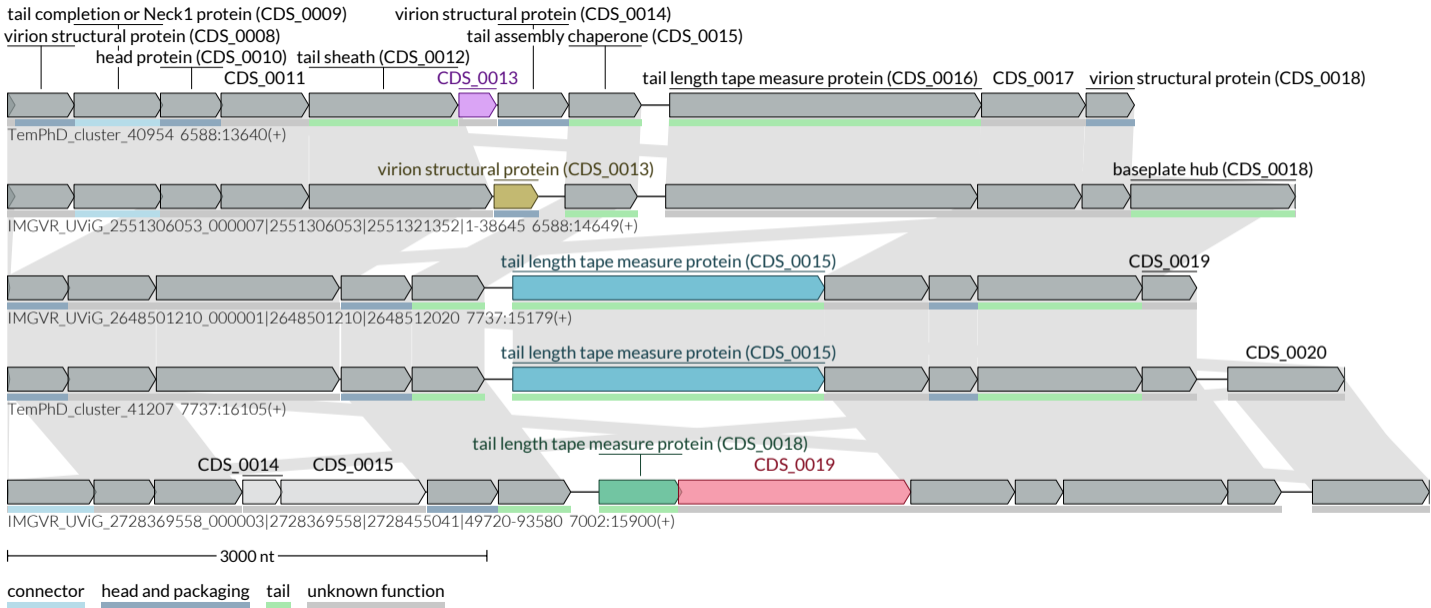 tail completion or Neck1 protein (CDS_0009)
virion structural protein (CDS_0014)
virion structural protein (CDS_0008)
tail assembly chaperone (CDS_0015)
head protein (CDS_0010)
tail sheath (CDS_0012)
CDS_0011
CDS_0013
tail length tape measure protein (CDS_0016)
CDS_0017
virion structural protein (CDS_0018)
TemPhD_cluster_40954 6588:13640(+)
virion structural protein (CDS_0013)
baseplate hub (CDS_0018)
IMGVR_UViG_2551306053_000007|2551306053|2551321352|1-38645 6588:14649(+)
tail length tape measure protein (CDS_0015)
CDS_0019
IMGVR_UViG_2648501210_000001|2648501210|2648512020 7737:15179(+)
tail length tape measure protein (CDS_0015)
CDS_0020
TemPhD_cluster_41207 7737:16105(+)
tail length tape measure protein (CDS_0018)
CDS_0014
CDS_0015
CDS_0019
IMGVR_UViG_2728369558_000003|2728369558|2728455041|49720-93580 7002:15900(+)
3000 nt
connector
head and packaging
tail
unknown function